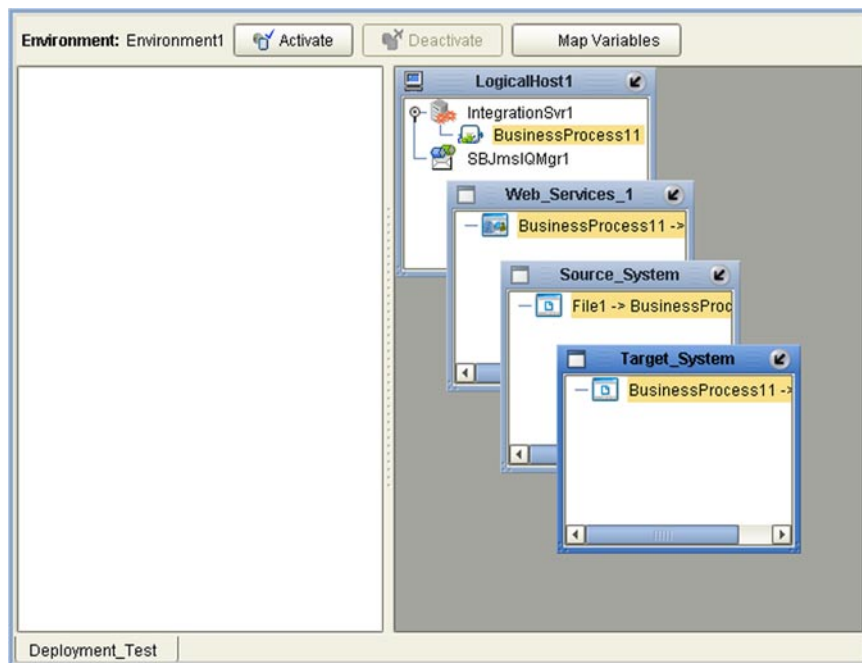 Environment: Environment1 Activate Deactivate Map Variables
LogicalHost1
IntegrationSvr1
BusinessProcess11
SBJmsIQMgr1
Web_Services_1
BusinessProcess11 ->
Source_System
File1 -> BusinessProc
Target_System
BusinessProcess11 ->
Deployment_Test